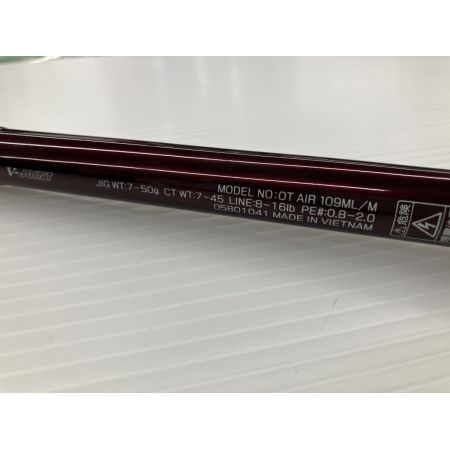 V-JOINT
MODEL NO:OT AIR 109ML/M
JIG WT:7-50g CT WT:7-45 LINE:8-16lb PE#:0.8-2.0
05801041 MADE IN VIETNAM
危険